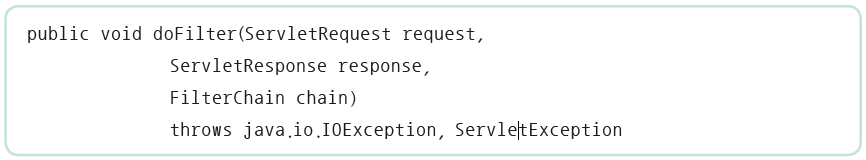 public void doFilter(ServletRequest request,
ServletResponse response,
FilterChain chain)
throws java.io.IOException, ServletException